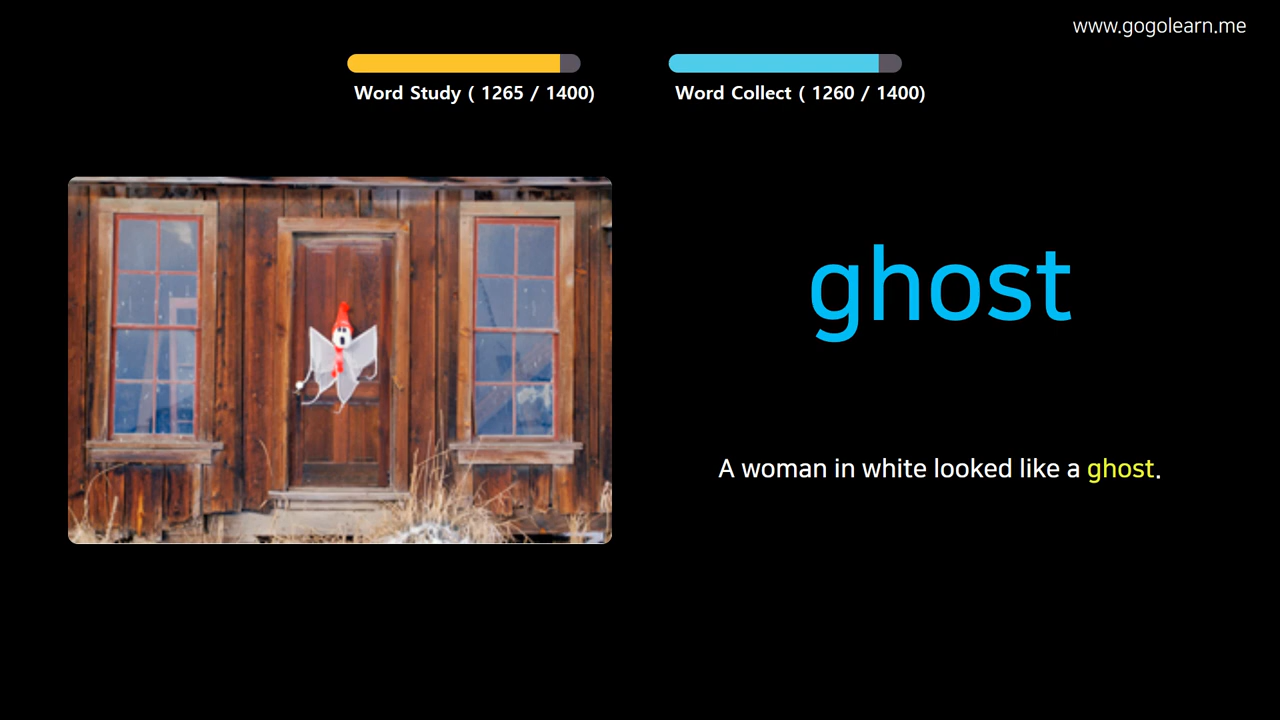 www.gogolearn.me
Word Study ( 1265 / 1400)
Word Collect ( 1260 / 1400)
ghost
A woman in white looked like a ghost.